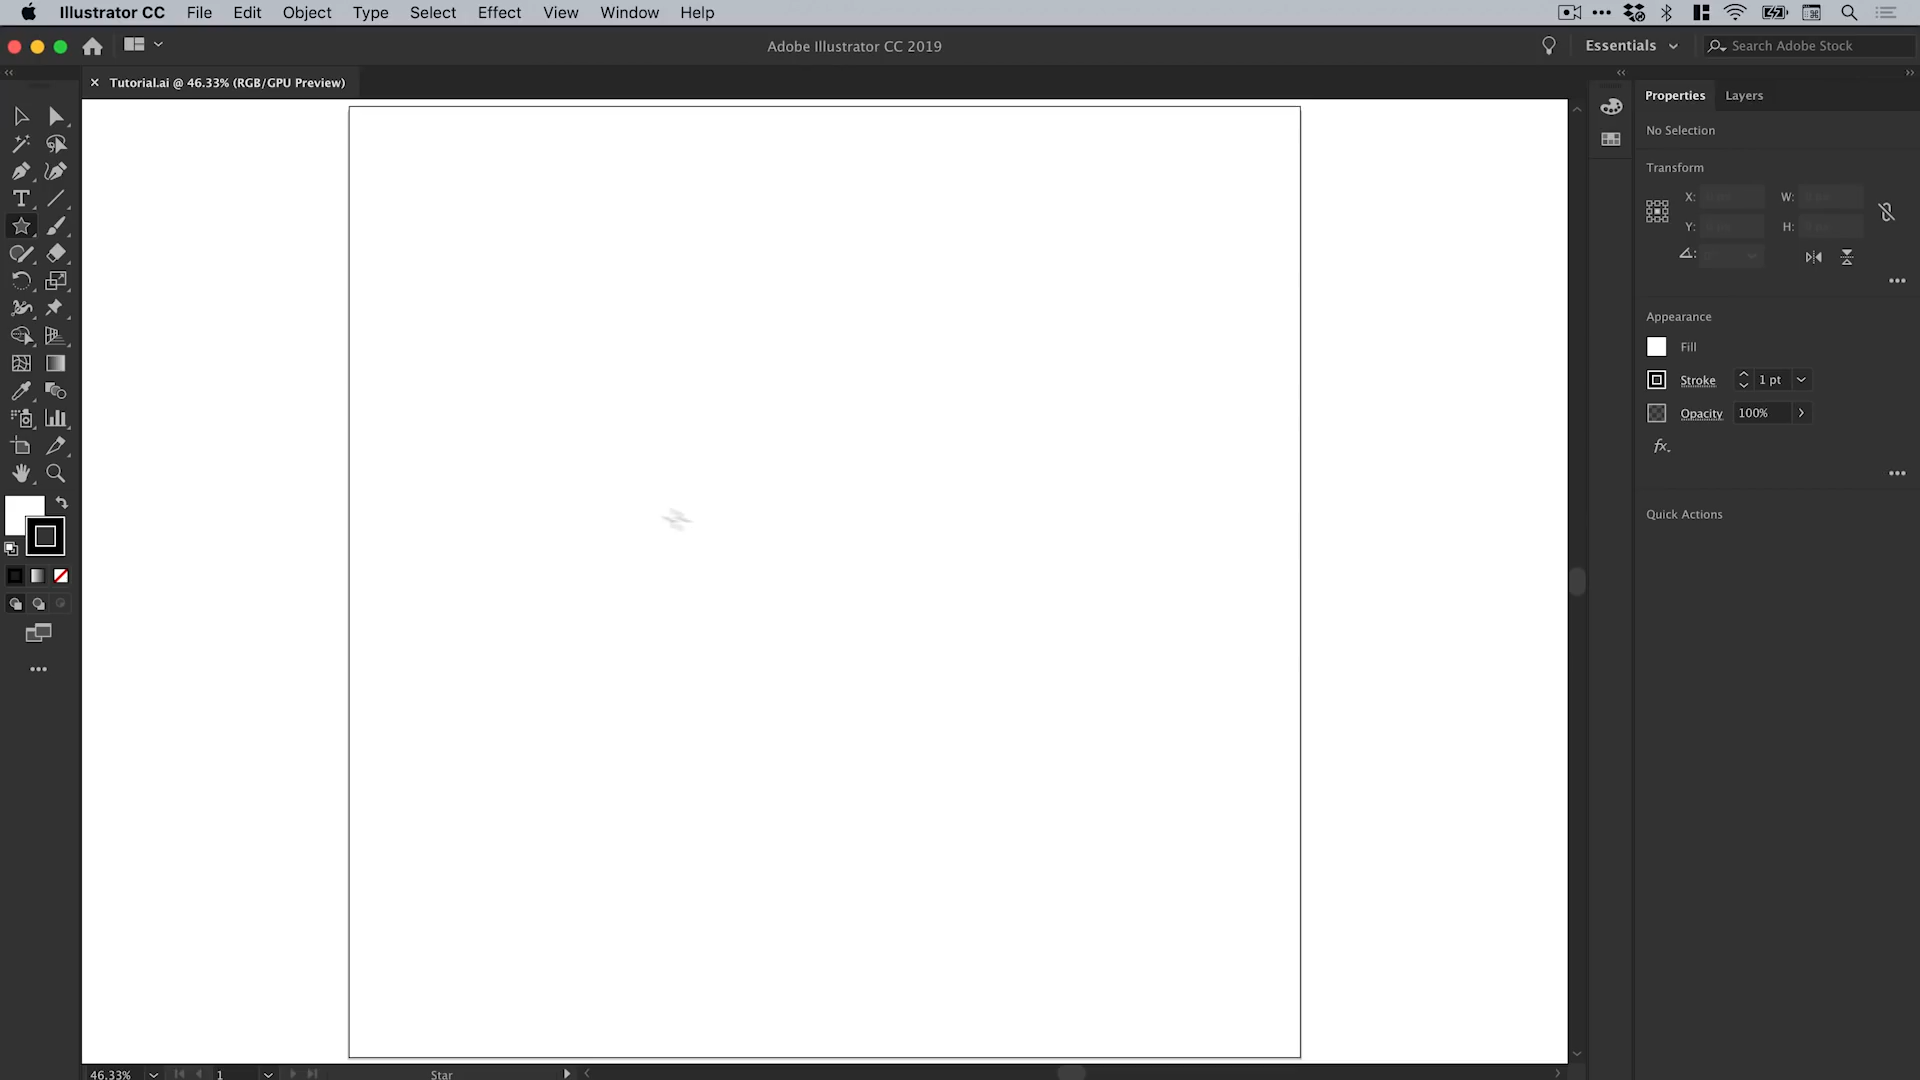 Illustrator CC File Edit Object Type Select Effect View Window Help
Adobe Illustrator CC 2019
Essentials
Search Adobe Stock
Tutorial.ai @ 46.33% (RGB/GPU Preview)
Properties Layers
No Selection
Transform
X: W:
Y: H:
Appearance
Fill
Stroke 1 pt
Opacity 100%
fx.
Quick Actions
46.33% 1 Star